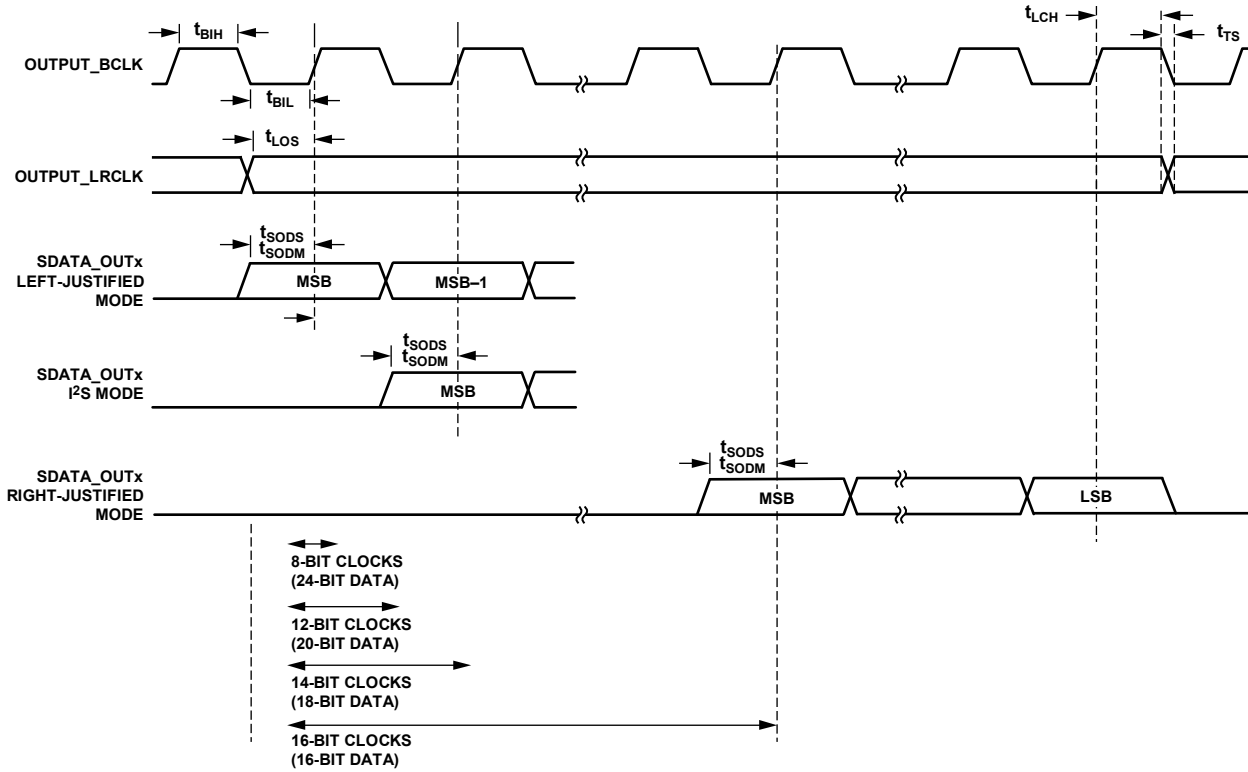 tBIH
tLCH
tTS
OUTPUT_BCLK
tBIL
tLOS
OUTPUT_LRCLK
tSODS
tSODM
SDATA_OUTx
LEFT-JUSTIFIED
MODE
MSB
MSB–1
tSODS
tSODM
SDATA_OUTx
I2S MODE
MSB
tSODS
tSODM
SDATA_OUTx
RIGHT-JUSTIFIED
MODE
MSB
LSB
8-BIT CLOCKS
(24-BIT DATA)
12-BIT CLOCKS
(20-BIT DATA)
14-BIT CLOCKS
(18-BIT DATA)
16-BIT CLOCKS
(16-BIT DATA)